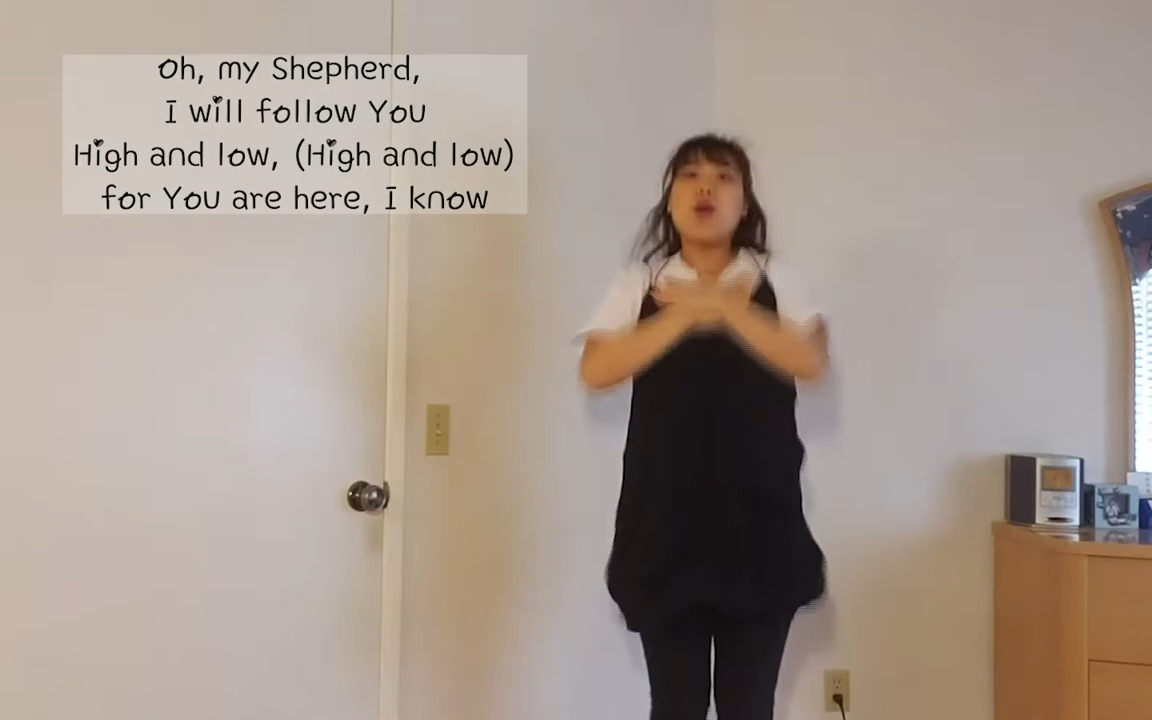 Oh, my Shepherd,
I will follow You
High and low, (High and low)
for You are here, I know